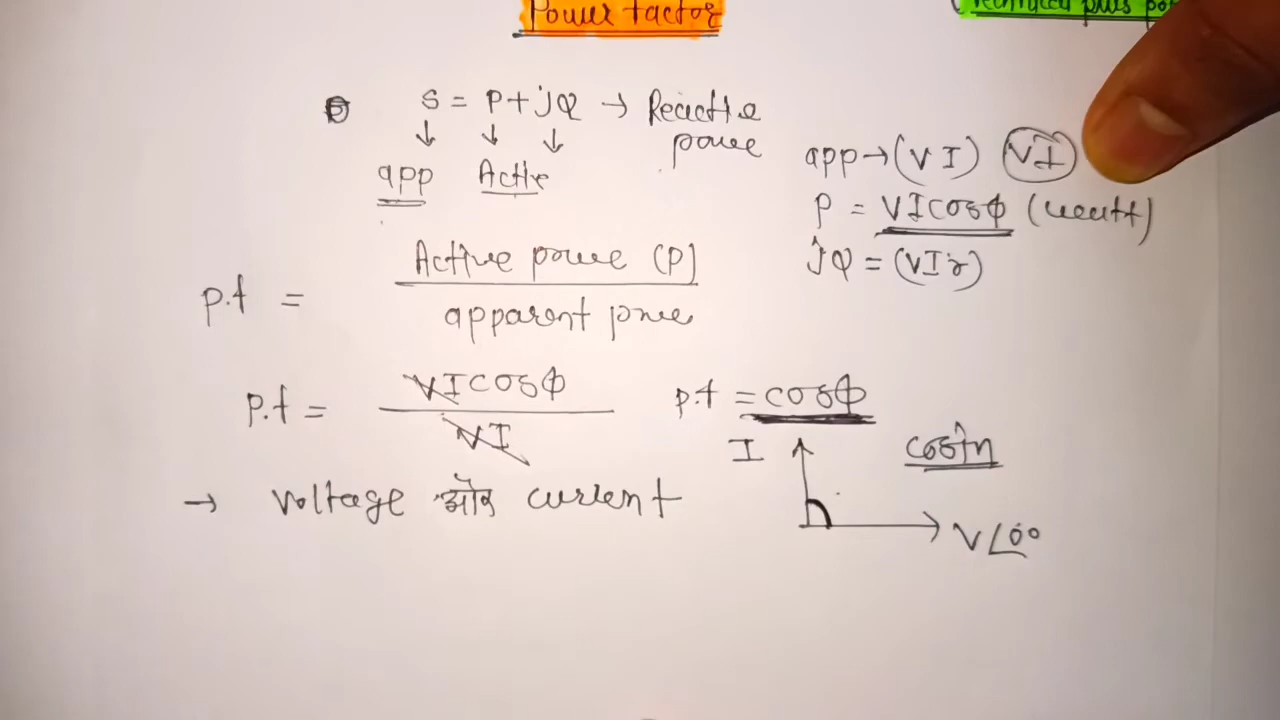 Power factor
S = P + jQ → Reactive power
app Active
app → (VI) VI
P = VICosϕ (watt)
jQ = (VIr)
p.f = Active power (P) / apparent power
p.f = VICosϕ / VI
p.f = cosϕ
I
V∠0°
→ voltage और current